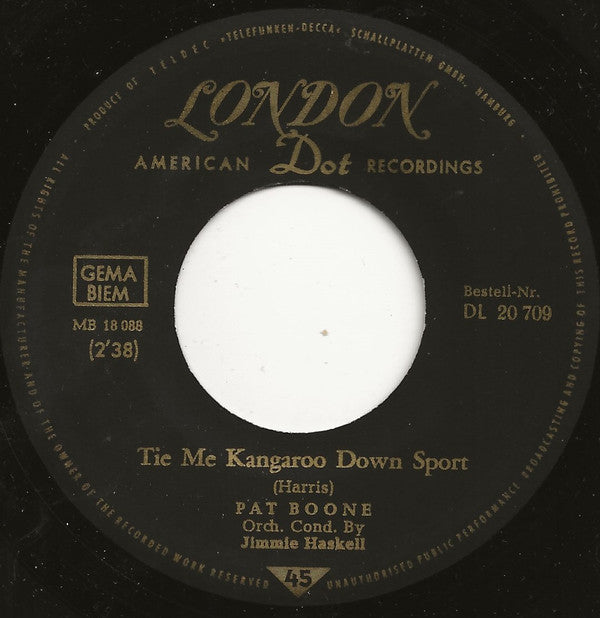 PRODUCT OF TELDEC »TELEFUNKEN-DECCA« SCHALLPLATTEN GMBH., HAMBURG •
LONDON
AMERICAN Dot RECORDINGS
GEMA
BIEM
MB 18 088
(2'38)
Bestell-Nr.
DL 20 709
Tie Me Kangaroo Down Sport
(Harris)
PAT BOONE
Orch. Cond. By
Jimmie Haskell
45
ALL RIGHTS OF THE MANUFACTURER AND OF THE OWNER OF THE RECORDED WORK RESERVED
UNAUTHORISED PUBLIC PERFORMANCE BROADCASTING AND COPYING OF THIS RECORD PROHIBITED